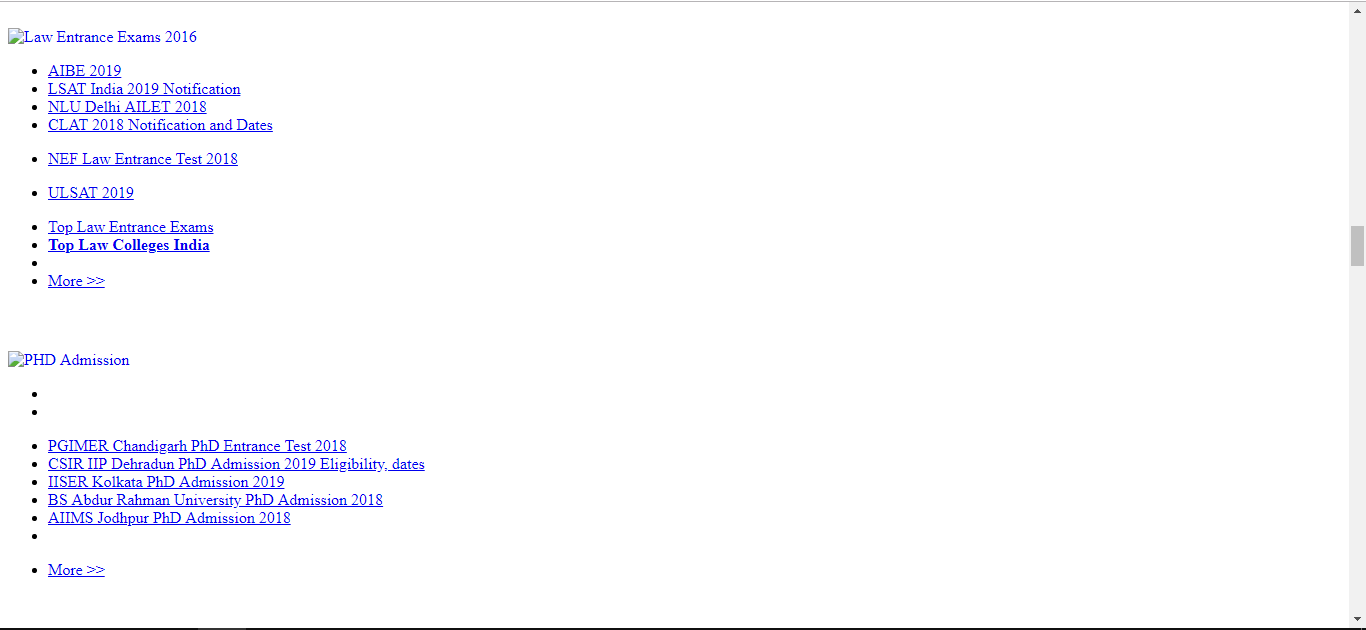 Law Entrance Exams 2016
AIBE 2019
LSAT India 2019 Notification
NLU Delhi AILET 2018
CLAT 2018 Notification and Dates
NEF Law Entrance Test 2018
ULSAT 2019
Top Law Entrance Exams
Top Law Colleges India
More >>
PHD Admission
PGIMER Chandigarh PhD Entrance Test 2018
CSIR IIP Dehradun PhD Admission 2019 Eligibility, dates
IISER Kolkata PhD Admission 2019
BS Abdur Rahman University PhD Admission 2018
AIIMS Jodhpur PhD Admission 2018
More >>